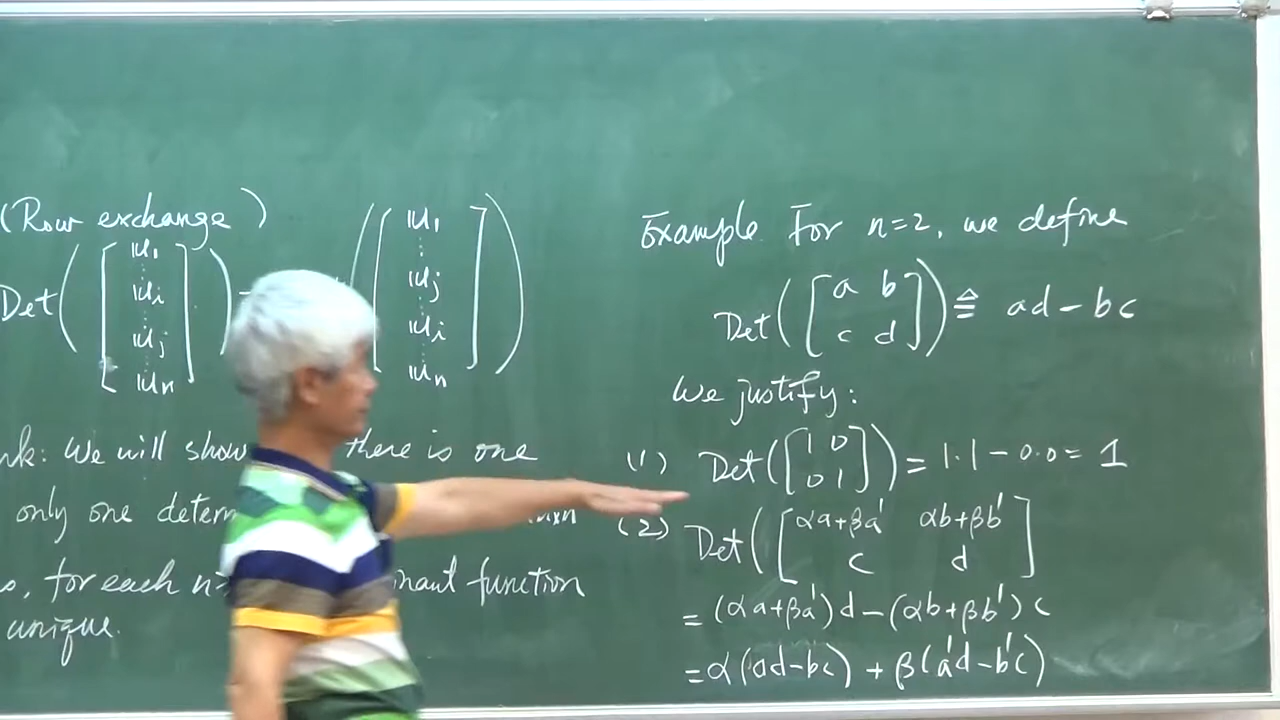 (Row exchange)
Det([u₁ ⋮ uᵢ ⋮ uⱼ ⋮ uₙ]) ([u₁ ⋮ uⱼ ⋮ uᵢ ⋮ uₙ])
We will show there is one
only one
for each function
unique.
Example. For n=2, we define
Det([a b
c d]) ≜ ad-bc
We justify:
(1) Det([1 0
0 1]) = 1·1-0·0= 1
(2) Det([αa+βa' αb+βb'
c d]
= (αa+βa')d-(αb+βb')c
= α(ad-bc) + β(a'd-b'c)